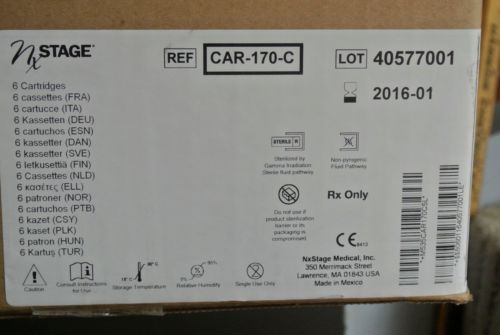 NxSTAGE®
REF CAR-170-C
LOT 40577001
2016-01
6 Cartridges
6 cassettes (FRA)
6 cartucce (ITA)
6 Kassetten (DEU)
6 cartuchos (ESN)
6 kassetter (DAN)
6 kassetter (SVE)
6 letkusettiä (FIN)
6 Cassettes (NLD)
6 κασέτες (ELL)
6 patroner (NOR)
6 cartuchos (PTB)
6 kazet (CSY)
6 kaset (PLK)
6 patron (HUN)
6 Kartuş (TUR)
STERILE R
Sterilized by
Gamma Irradiation
Sterile fluid pathway
Non-pyrogenic
Fluid Pathway
Do not use if
product sterilization
barrier or its
packaging is
compromised
Rx Only
CE 0413
NxStage Medical, Inc.
350 Merrimack Street
Lawrence, MA 01843 USA
Made in Mexico
Caution
Consult Instructions
for Use
Storage Temperature
Relative Humidity
Single Use Only